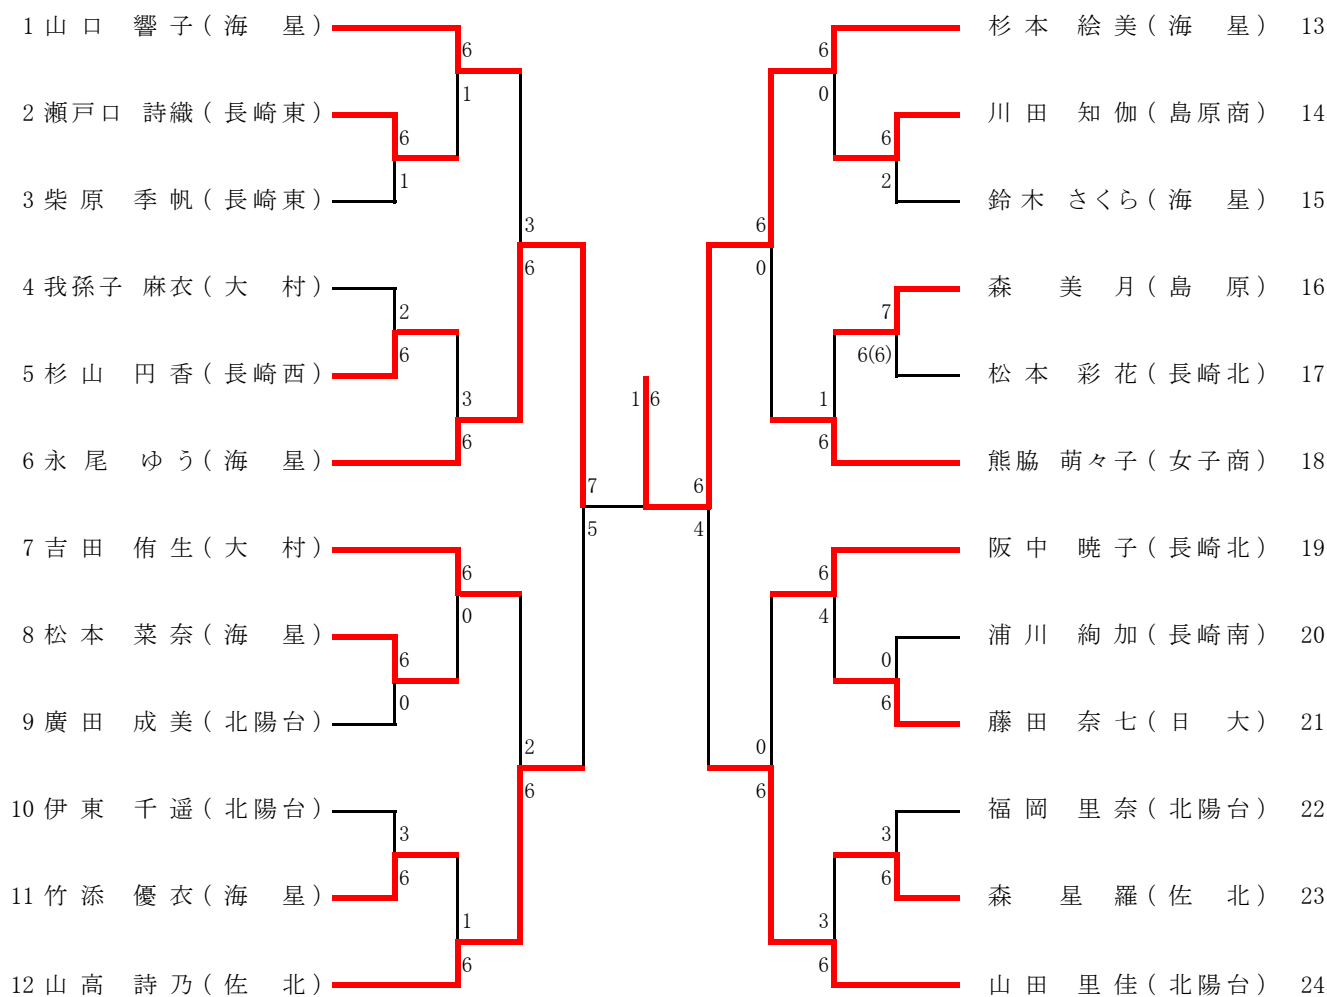 1 山口 響子(海 星)
6
1
2 瀬戸口 詩織(長崎東)
6
1
3 柴原 季帆(長崎東)
3
6
4 我孫子 麻衣(大 村)
2
6
5 杉山 円香(長崎西)
3
6
6 永尾 ゆう(海 星)
7
5
7 吉田 侑生(大 村)
6
0
8 松本 菜奈(海 星)
6
0
9 廣田 成美(北陽台)
2
6
10 伊東 千遥(北陽台)
3
6
11 竹添 優衣(海 星)
1
6
12 山高 詩乃(佐 北)
1 6
杉本 絵美(海 星) 13
6
0
川田 知伽(島原商) 14
6
2
鈴木 さくら(海 星) 15
6
0
森 美月(島 原) 16
7
6(6)
松本 彩花(長崎北) 17
1
6
熊脇 萌々子(女子商) 18
6
4
阪中 暁子(長崎北) 19
6
4
浦川 絢加(長崎南) 20
0
6
藤田 奈七(日 大) 21
0
6
福岡 里奈(北陽台) 22
3
6
森 星羅(佐 北) 23
3
6
山田 里佳(北陽台) 24